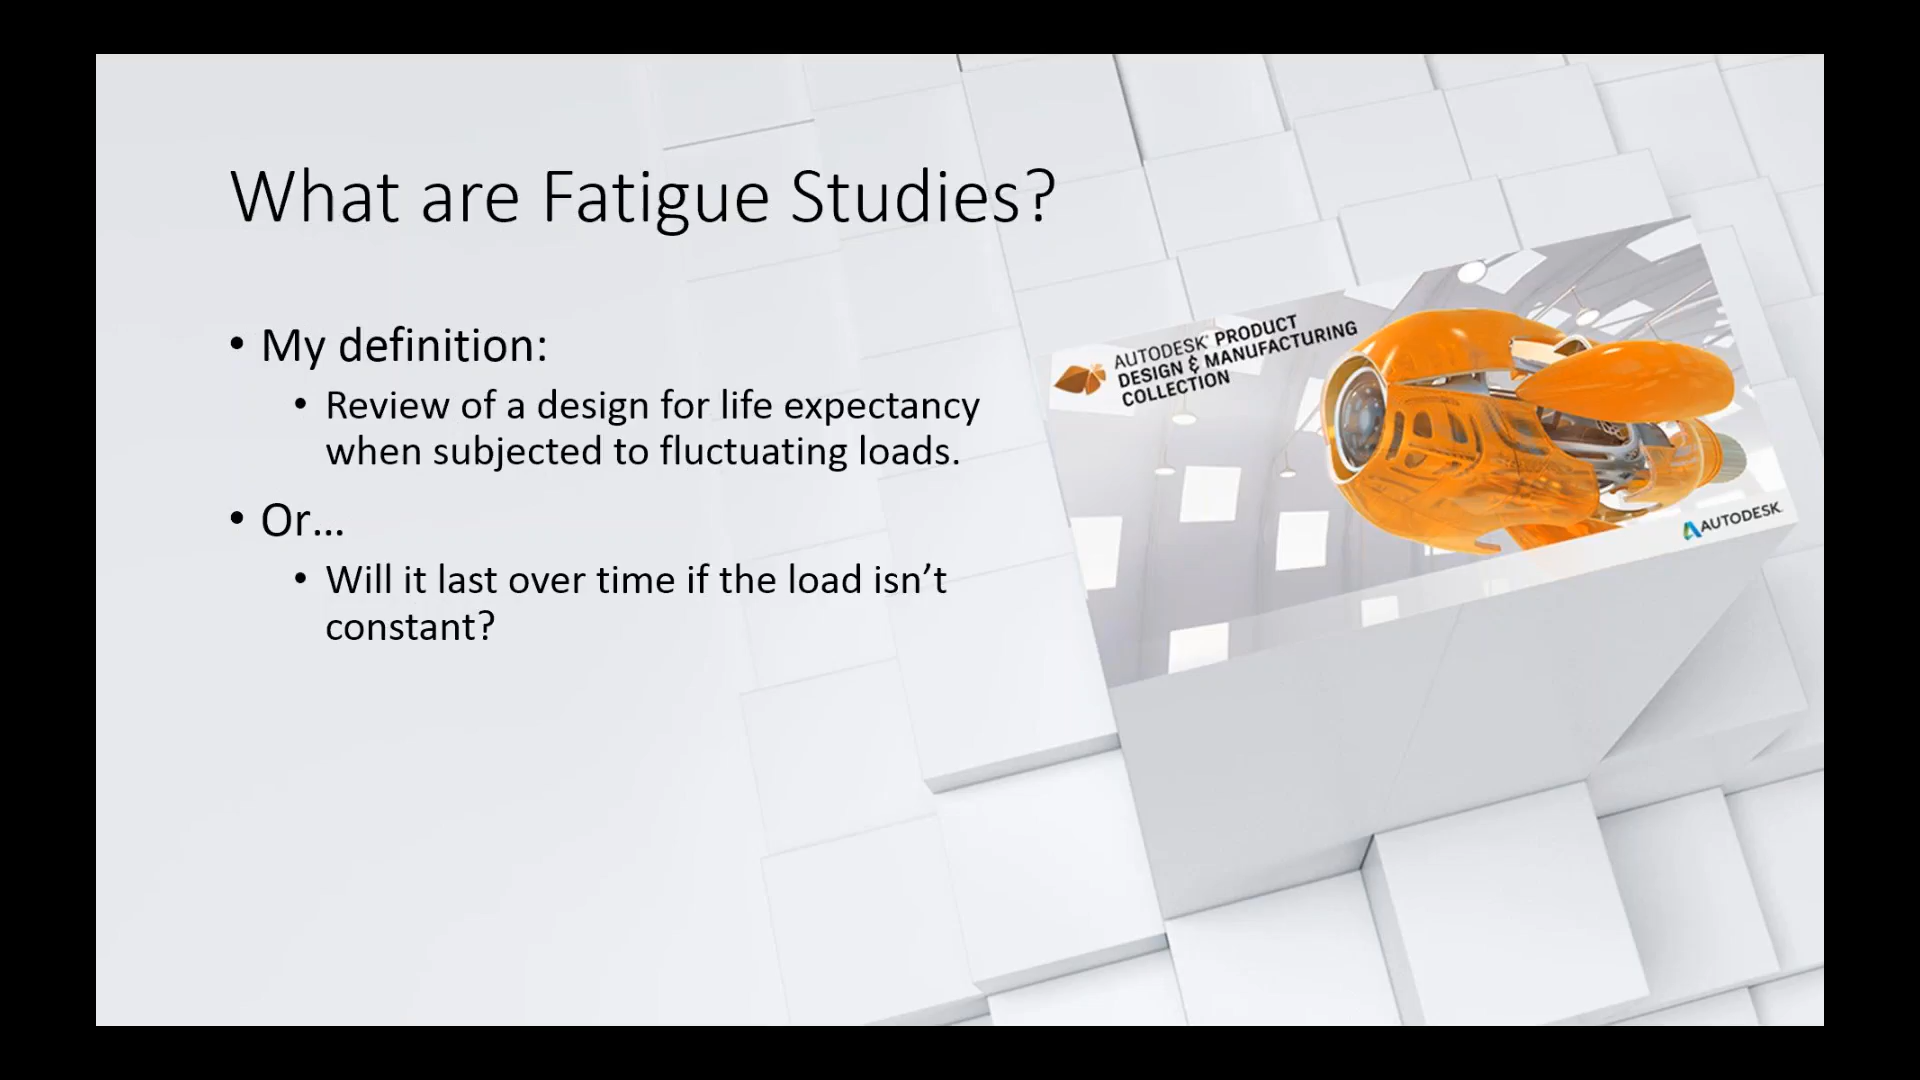 What are Fatigue Studies?
• My definition:
• Review of a design for life expectancy
when subjected to fluctuating loads.
• Or…
• Will it last over time if the load isn’t
constant?
AUTODESK® PRODUCT
DESIGN & MANUFACTURING
COLLECTION
AUTODESK.